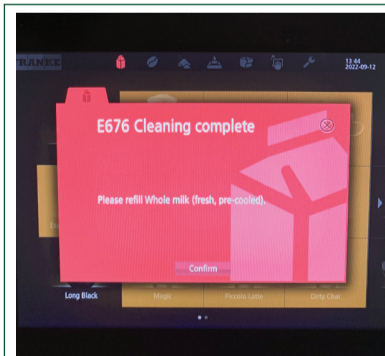 FRANKE
13 44
2022-09-12
E676 Cleaning complete
Please refill Whole milk (fresh, pre-cooled).
Confirm
Long Black
Magic
Piccolo Latte
Dirty Chai